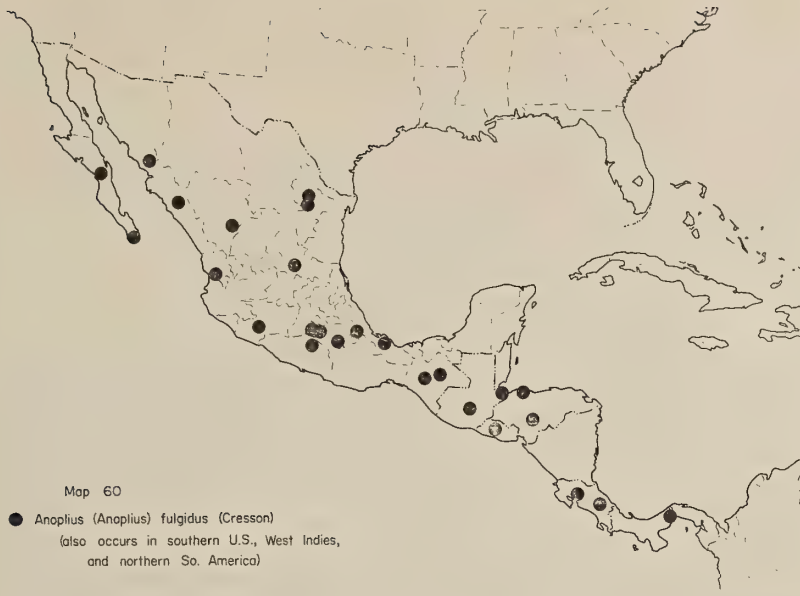 Map 60
Anoplius (Anoplius) fulgidus (Cresson)
(also occurs in southern U.S., West Indies,
and northern So. America)